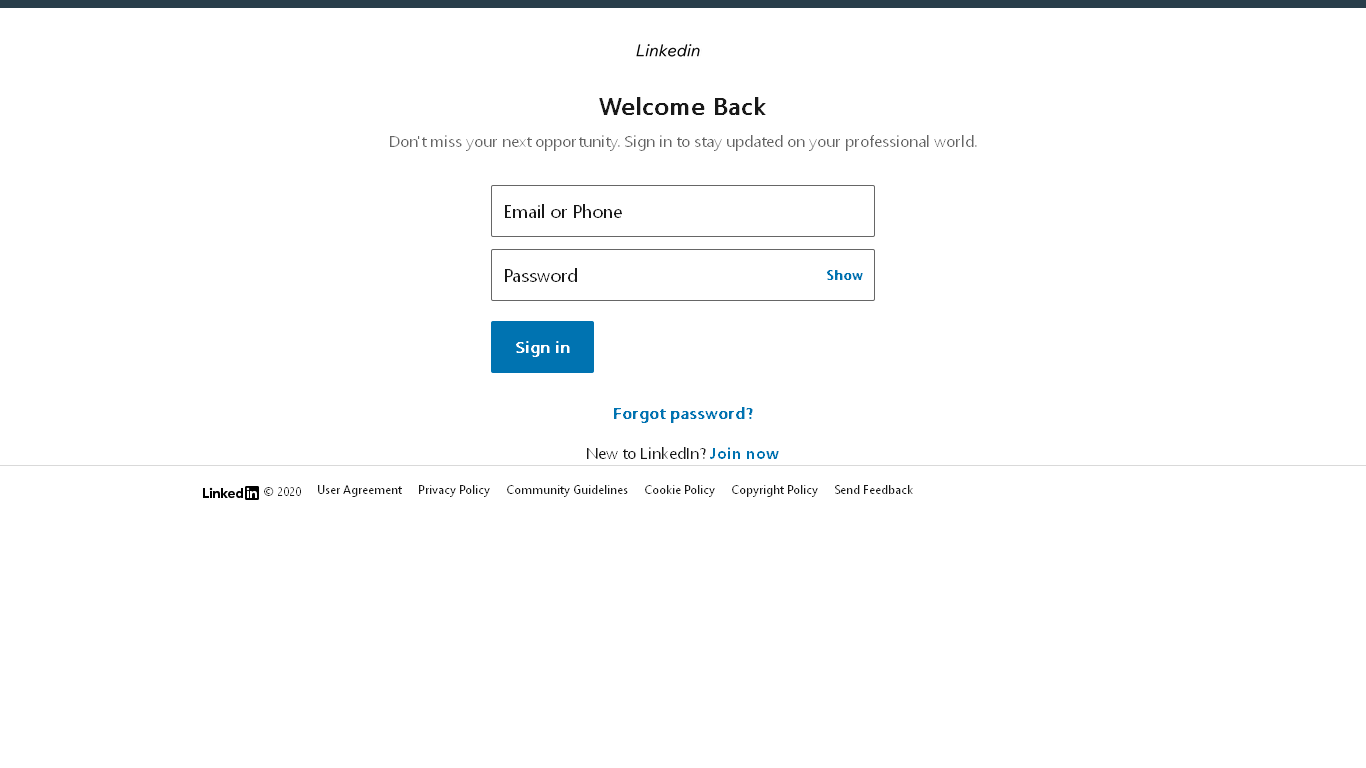 Linkedin
Welcome Back
Don't miss your next opportunity. Sign in to stay updated on your professional world.
Email or Phone
Password Show
Sign in
Forgot password?
New to LinkedIn? Join now
Linkedin © 2020 User Agreement Privacy Policy Community Guidelines Cookie Policy Copyright Policy Send Feedback